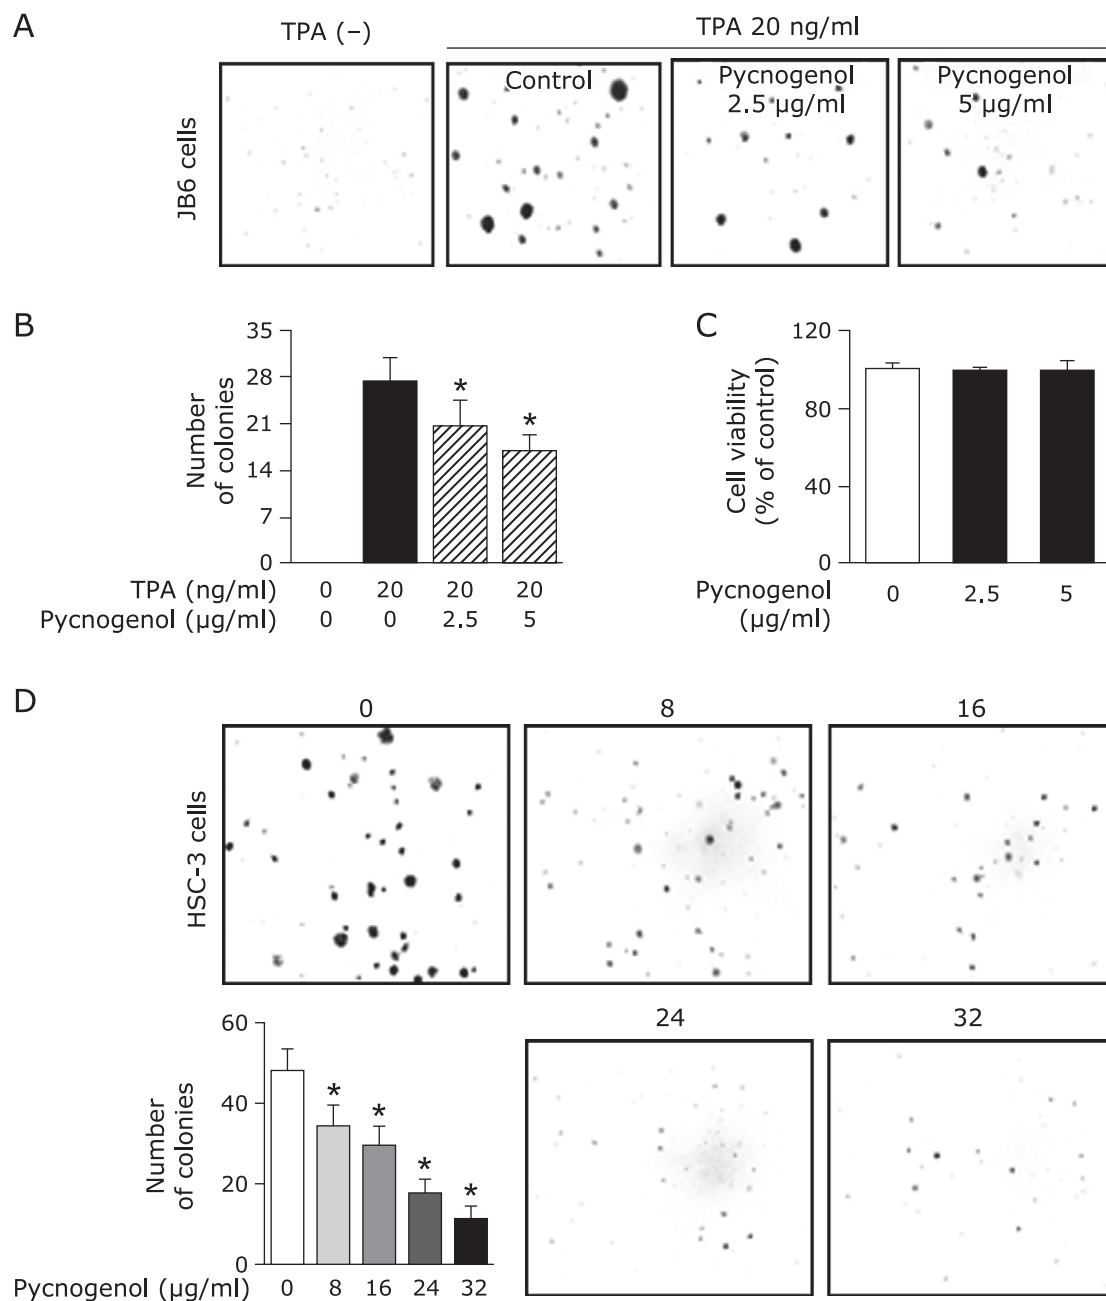 A
TPA (–)
TPA 20 ng/ml
Control
Pycnogenol
2.5 µg/ml
Pycnogenol
5 µg/ml
JB6 cells
B
Number
of colonies
35
28
21
14
7
0
*
*
TPA (ng/ml) 0 20 20 20
Pycnogenol (µg/ml) 0 0 2.5 5
C
Cell viability
(% of control)
120
80
40
0
Pycnogenol
(µg/ml)
0 2.5 5
D
0 8 16
HSC-3 cells
24 32
Number
of colonies
60
40
20
0
*
*
*
*
Pycnogenol (µg/ml) 0 8 16 24 32